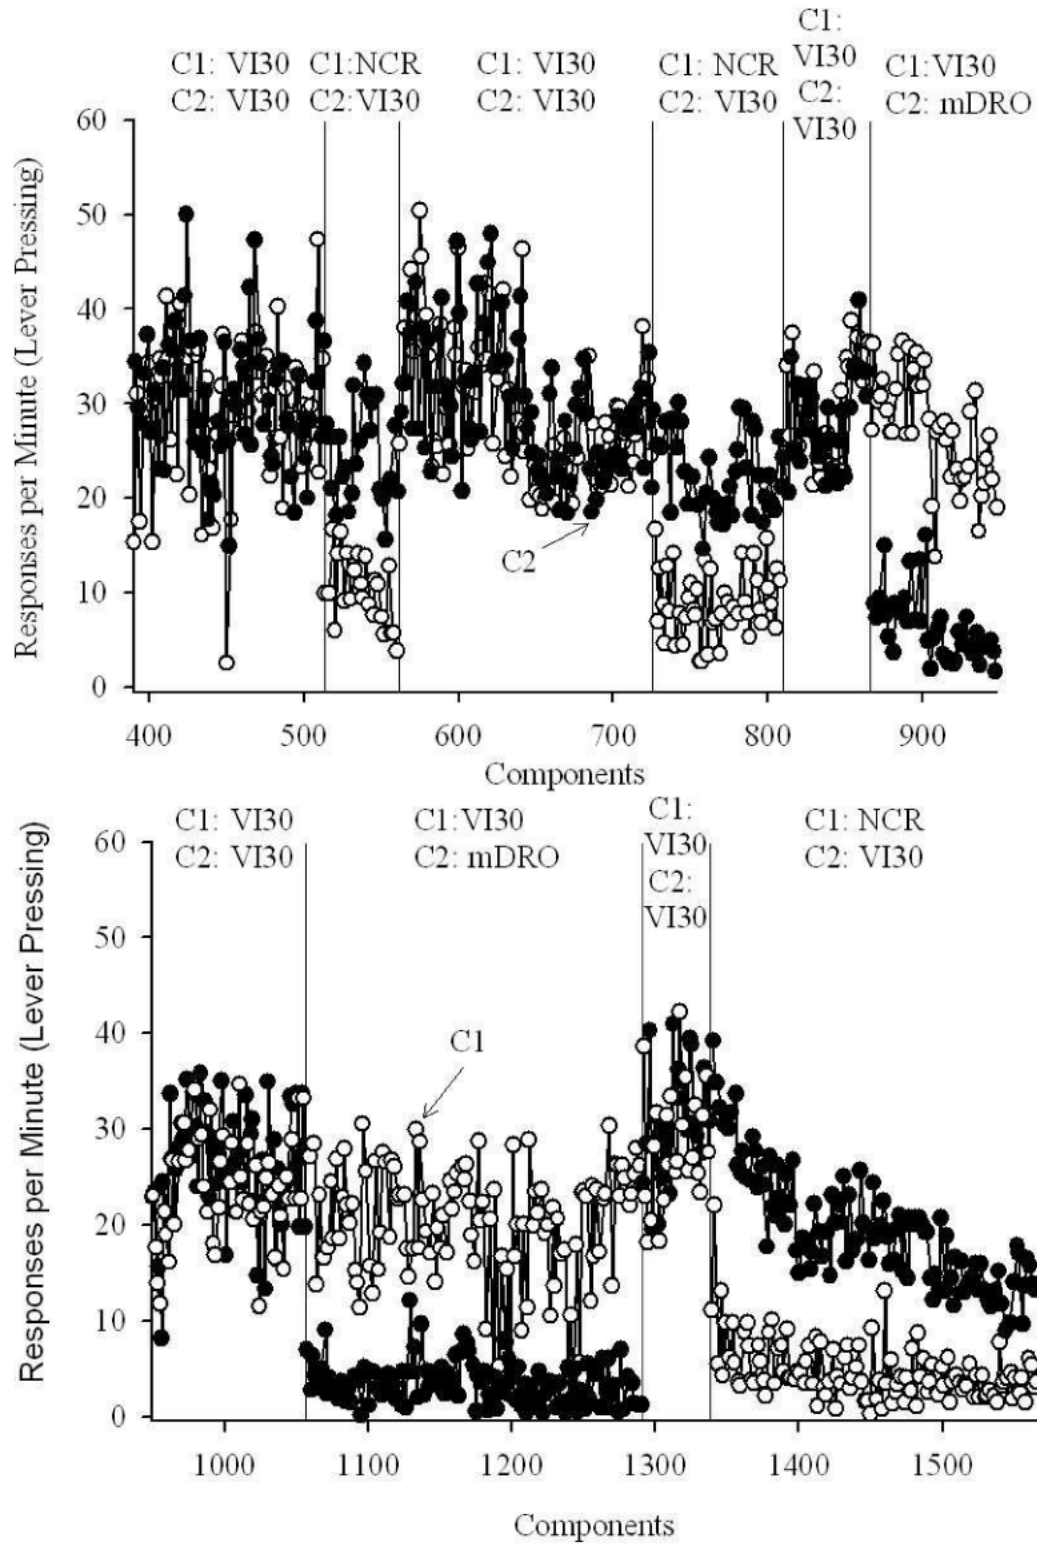 C1: VI30
C2: VI30
C1:NCR
C2:VI30
C1: VI30
C2: VI30
C1: NCR
C2: VI30
C1:
VI30
C2:
VI30
C1:VI30
C2: mDRO
Responses per Minute (Lever Pressing)
60
50
40
30
20
10
0
C2
400 500 600 700 800 900
Components
C1: VI30
C2: VI30
C1:VI30
C2: mDRO
C1:
VI30
C2:
VI30
C1: NCR
C2: VI30
Responses per Minute (Lever Pressing)
60
50
40
30
20
10
0
C1
1000 1100 1200 1300 1400 1500
Components